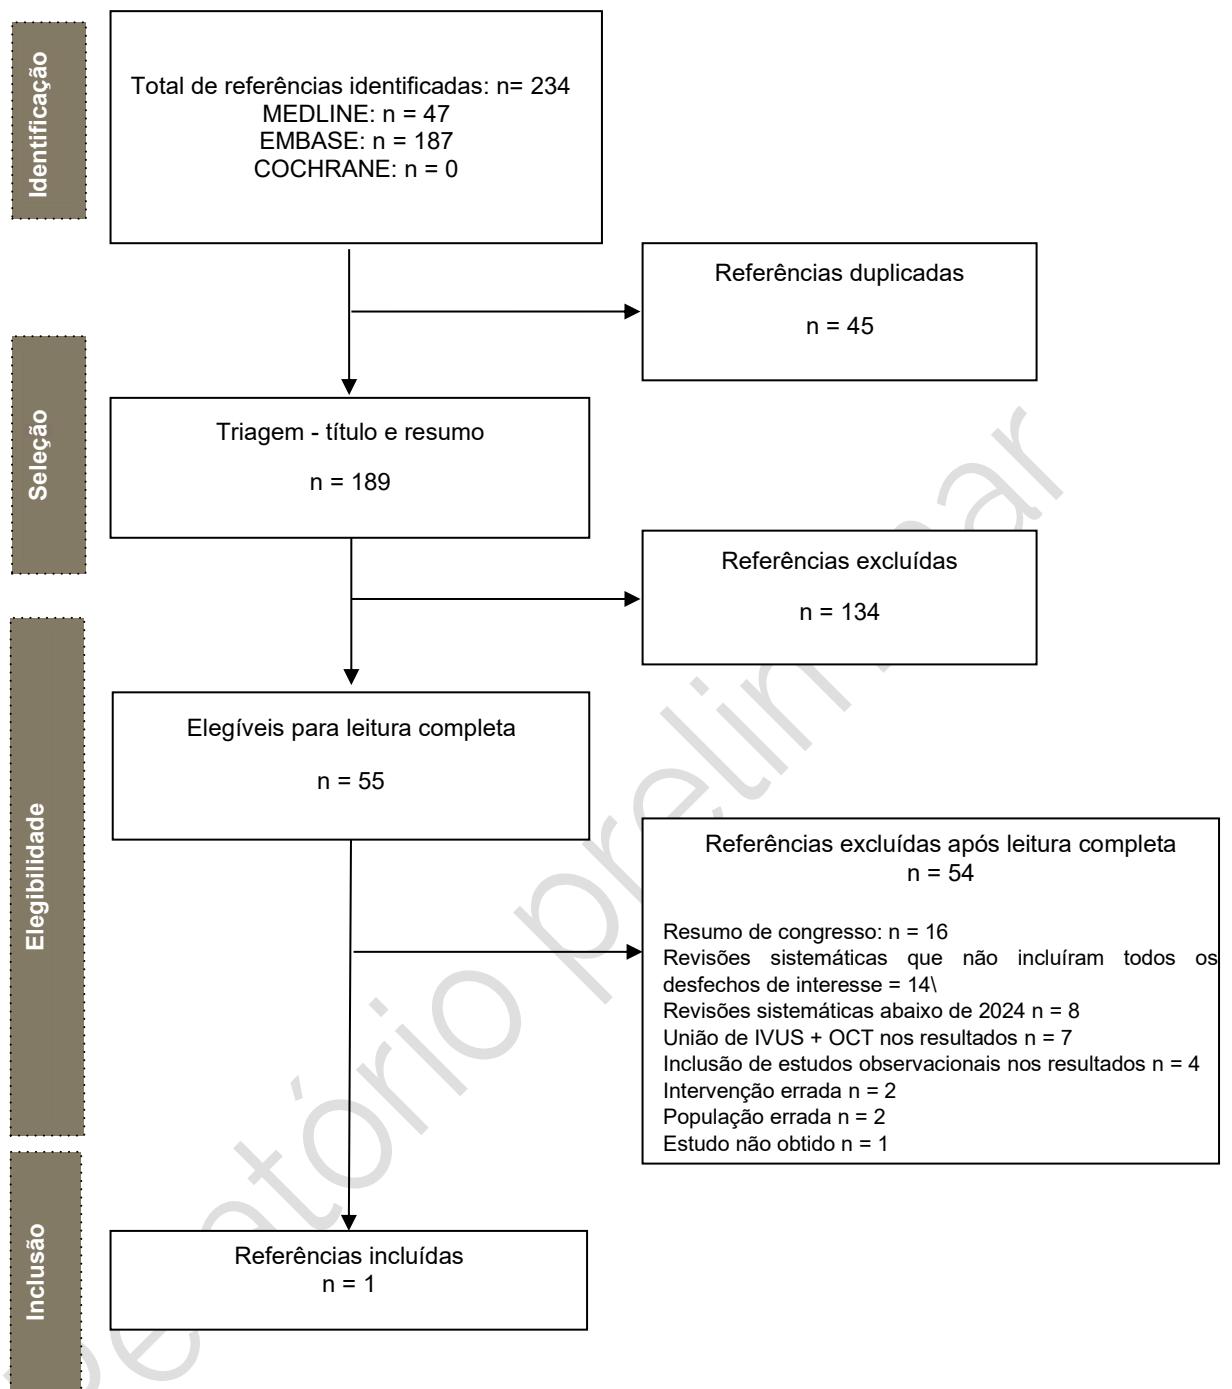 Identificação
Total de referências identificadas: n= 234
MEDLINE: n = 47
EMBASE: n = 187
COCHRANE: n = 0
Referências duplicadas
n = 45
Seleção
Triagem - título e resumo
n = 189
Referências excluídas
n = 134
Elegibilidade
Elegíveis para leitura completa
n = 55
Referências excluídas após leitura completa
n = 54
Resumo de congresso: n = 16
Revisões sistemáticas que não incluíram todos os
desfechos de interesse = 14\
Revisões sistemáticas abaixo de 2024 n = 8
União de IVUS + OCT nos resultados n = 7
Inclusão de estudos observacionais nos resultados n = 4
Intervenção errada n = 2
População errada n = 2
Estudo não obtido n = 1
Inclusão
Referências incluídas
n = 1